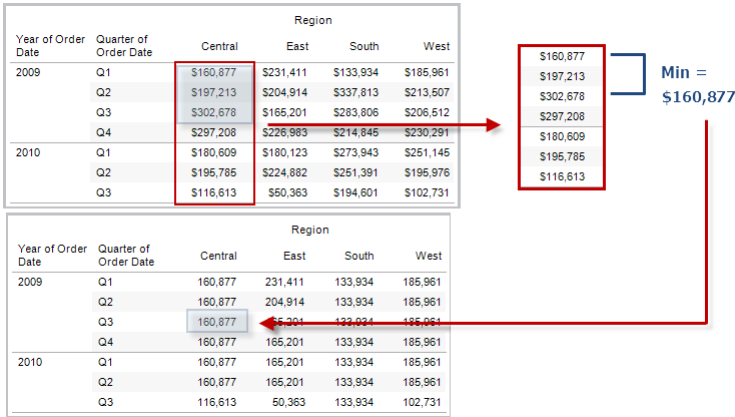 Region
Year of Order Date Quarter of Order Date Central East South West
2009 Q1 $160,877 $231,411 $133,934 $185,961
Q2 $197,213 $204,914 $337,813 $213,507
Q3 $302,678 $165,201 $283,806 $206,512
Q4 $297,208 $226,983 $214,845 $230,291
2010 Q1 $180,609 $180,123 $273,943 $251,145
Q2 $195,785 $224,882 $251,391 $195,976
Q3 $116,613 $50,363 $194,601 $102,731
$160,877
$197,213
$302,678
$297,208
$180,609
$195,785
$116,613
Min =
$160,877
Region
Year of Order Date Quarter of Order Date Central East South West
2009 Q1 160,877 231,411 133,934 185,961
Q2 160,877 204,914 133,934 185,961
Q3 160,877 165,201 133,934 185,961
Q4 160,877 165,201 133,934 185,961
2010 Q1 160,877 165,201 133,934 185,961
Q2 160,877 165,201 133,934 185,961
Q3 116,613 50,363 133,934 102,731